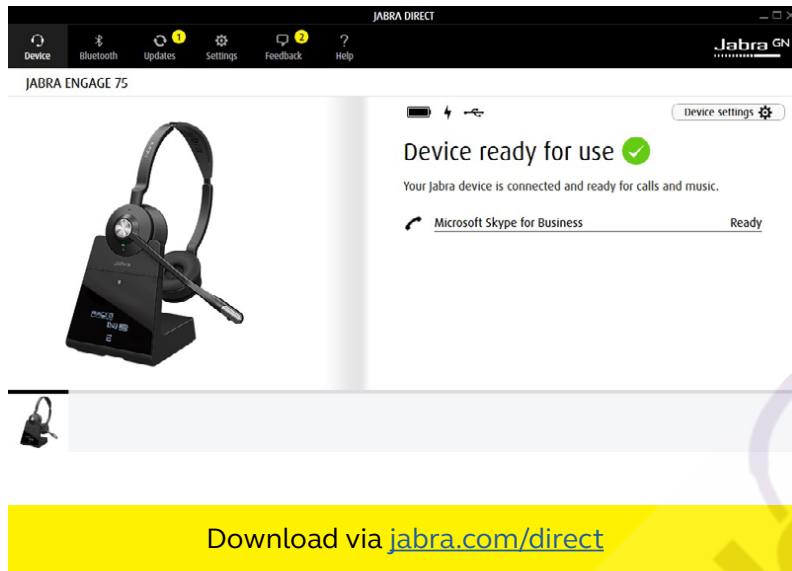 JABRA DIRECT
Device
Bluetooth
Updates
1
Settings
Feedback
2
?
Help
Jabra GN
JABRA ENGAGE 75
Device settings
Device ready for use
Your Jabra device is connected and ready for calls and music.
Microsoft Skype for Business Ready
Jabra
Download via jabra.com/direct